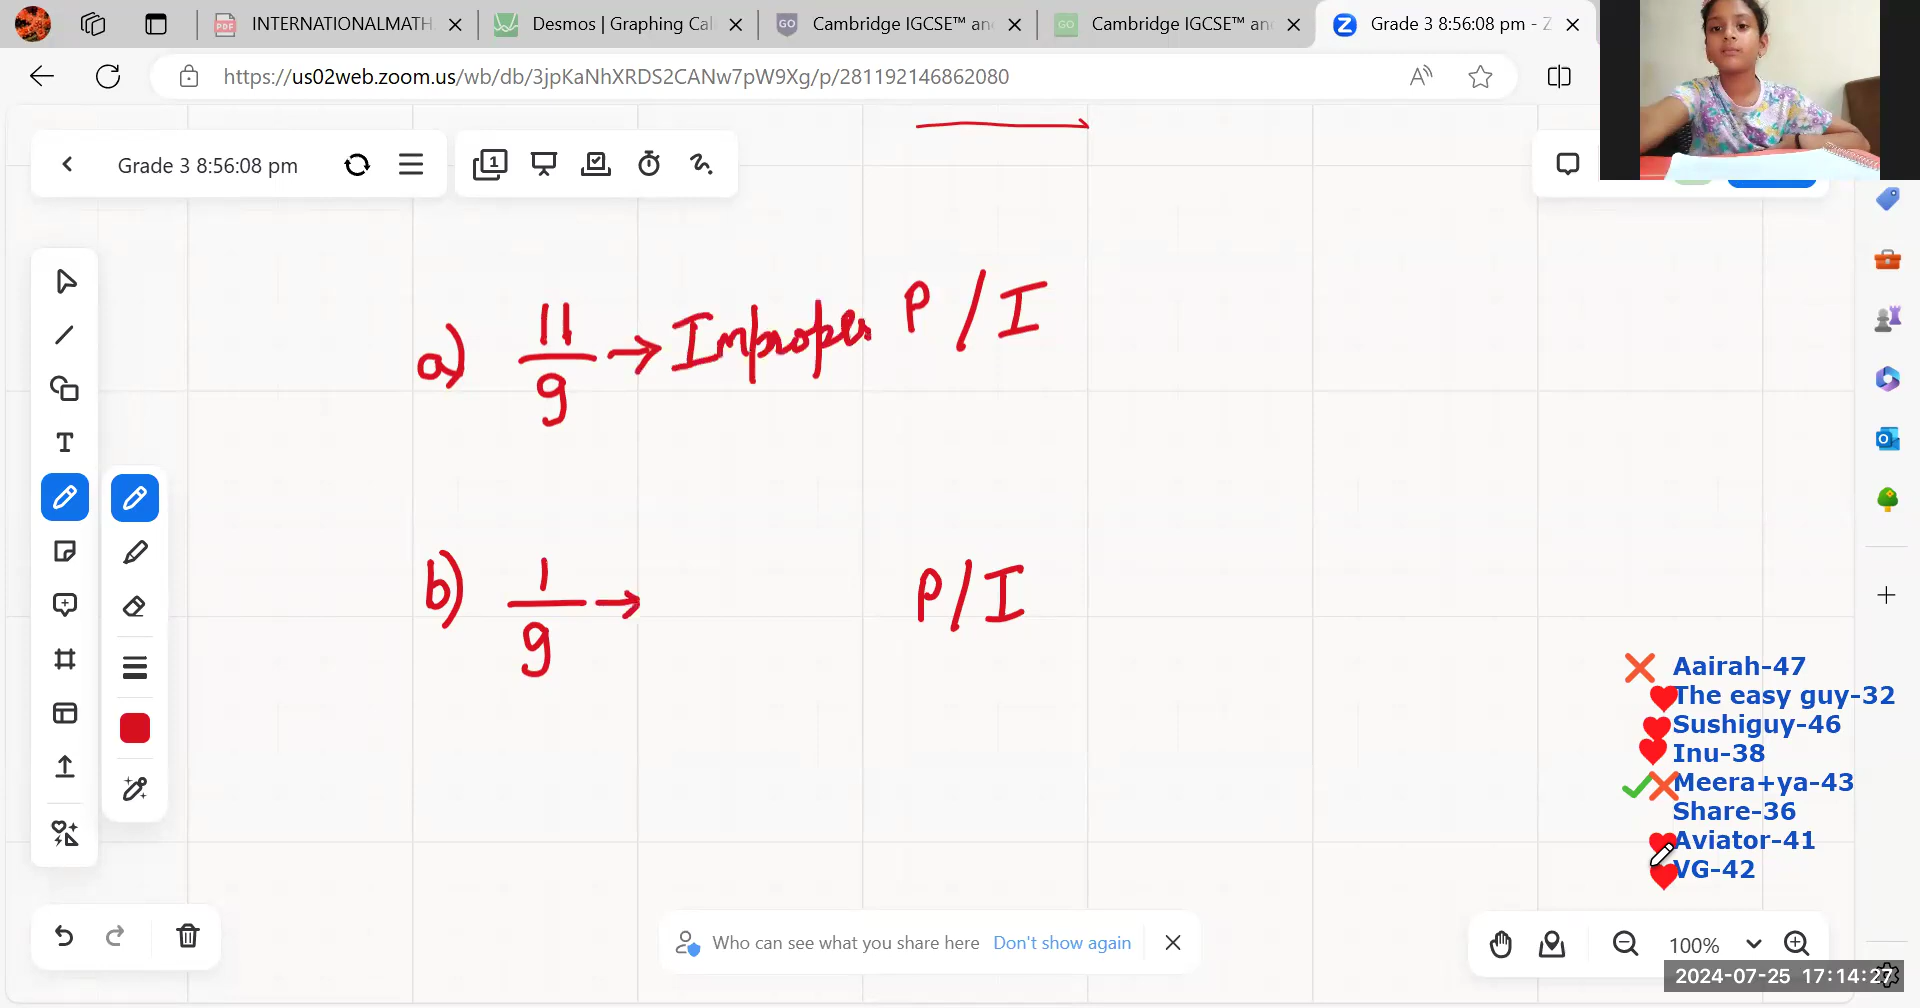 INTERNATIONALMATH
Desmos | Graphing Cal
Cambridge IGCSE™ an
Cambridge IGCSE™ an
Grade 3 8:56:08 pm - Z
https://us02web.zoom.us/wb/db/3jpKaNhXRDS2CANw7pW9Xg/p/281192146862080
Grade 3 8:56:08 pm
1
a) 11/9 → Improper P/I
b) 1/9 → P/I
Aairah-47
The easy guy-32
Sushiguy-46
Inu-38
Meera+ya-43
Share-36
Aviator-41
VG-42
Who can see what you share here Don't show again
100%
2024-07-25 17:14:27